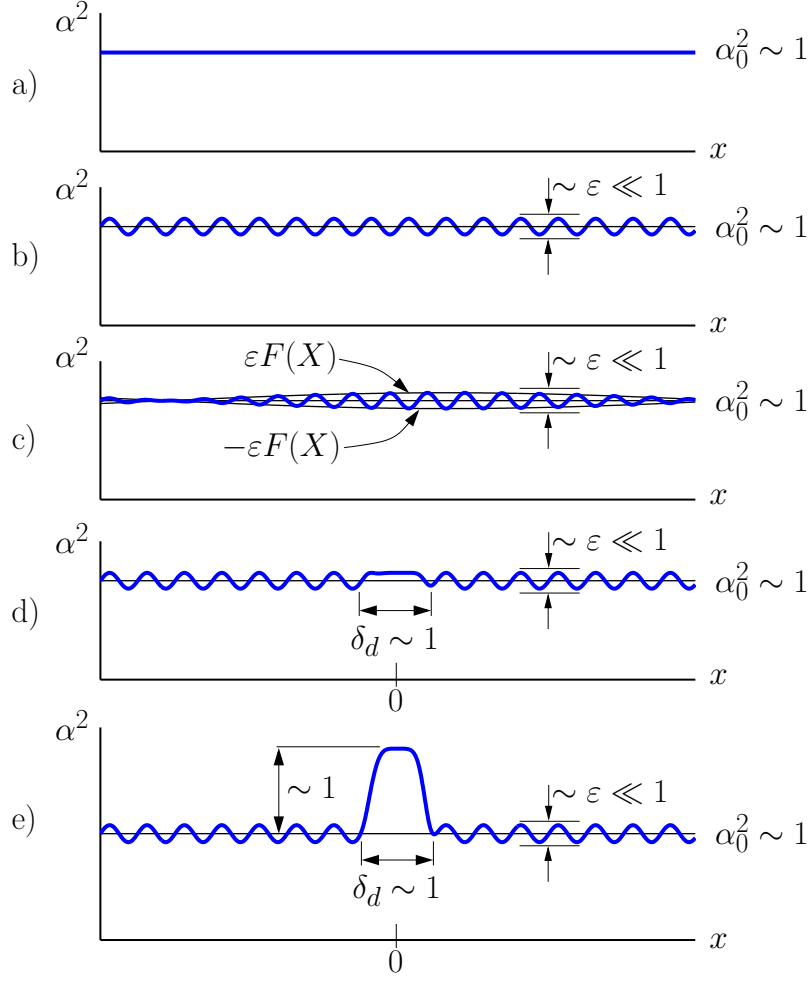 α²
α₀² ∼ 1
a)
x
α²
∼ ε ≪ 1
α₀² ∼ 1
b)
x
α²
εF(X)
∼ ε ≪ 1
α₀² ∼ 1
c)
−εF(X)
x
α²
∼ ε ≪ 1
α₀² ∼ 1
d)
δ_d ∼ 1
x
0
α²
∼ 1
∼ ε ≪ 1
e)
α₀² ∼ 1
δ_d ∼ 1
x
0